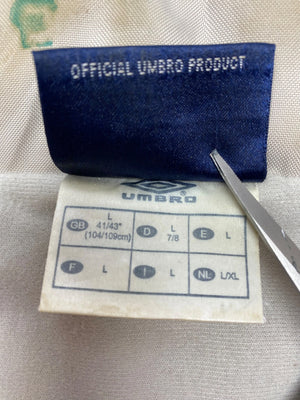 OFFICIAL UMBRO PRODUCT
UMBRO
GB L 41/43" (104/109cm)
D L 7/8
E L
F L
I L
NL L/XL